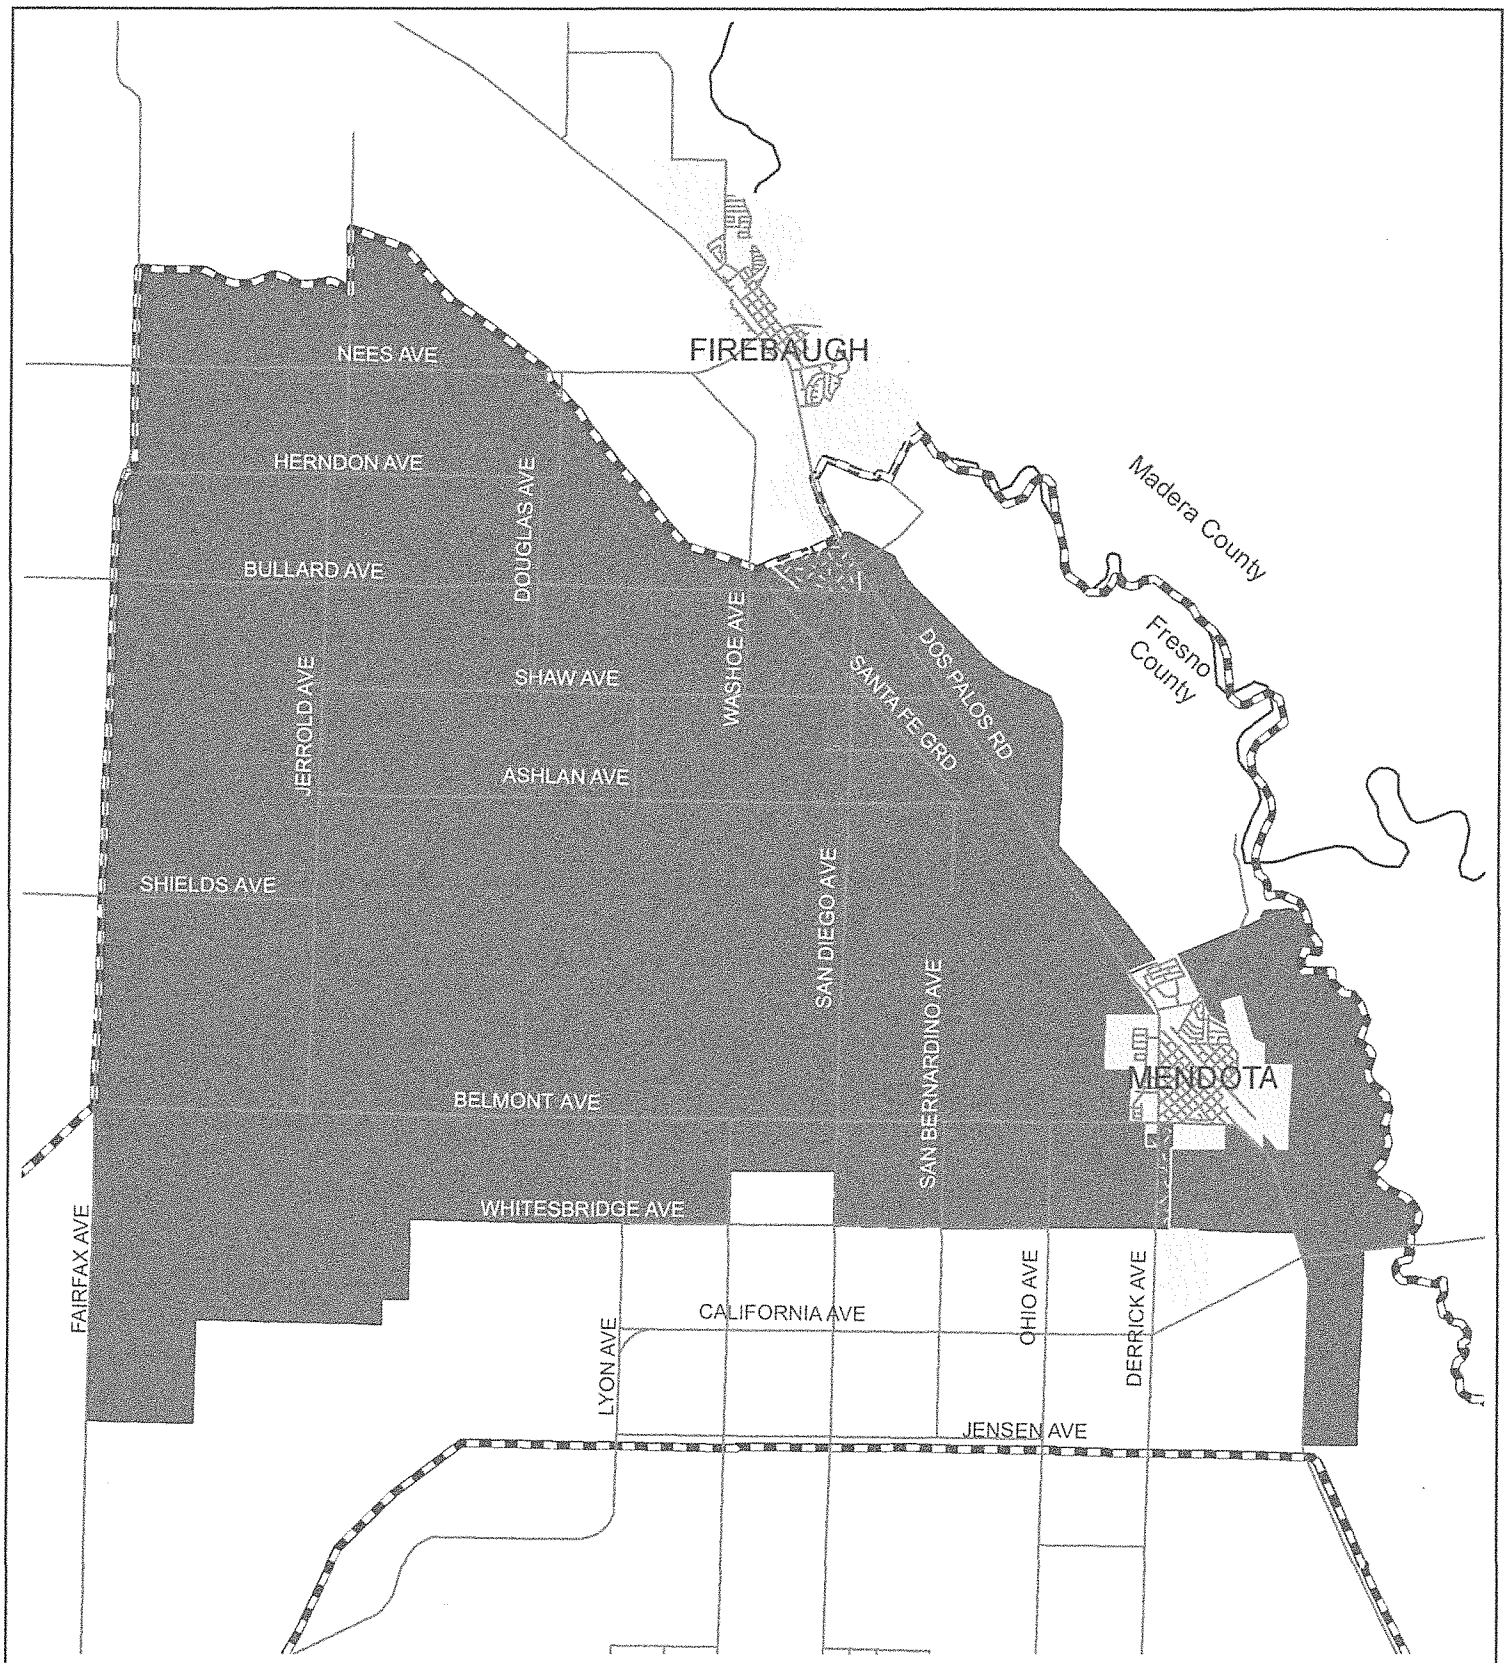 NEES AVE
FIREBAUGH
HERNDON AVE
DOUGLAS AVE
Madera County
BULLARD AVE
WASHOE AVE
Fresno
County
DOS PALOS RD
SHAW AVE
SANTA FE GRD
JERROLD AVE
ASHLAN AVE
SHIELDS AVE
SAN DIEGO AVE
SAN BERNARDINO AVE
MENDOTA
BELMONT AVE
WHITESBRIDGE AVE
FAIRFAX AVE
CALIFORNIA AVE
OHIO AVE
DERRICK AVE
LYON AVE
JENSEN AVE